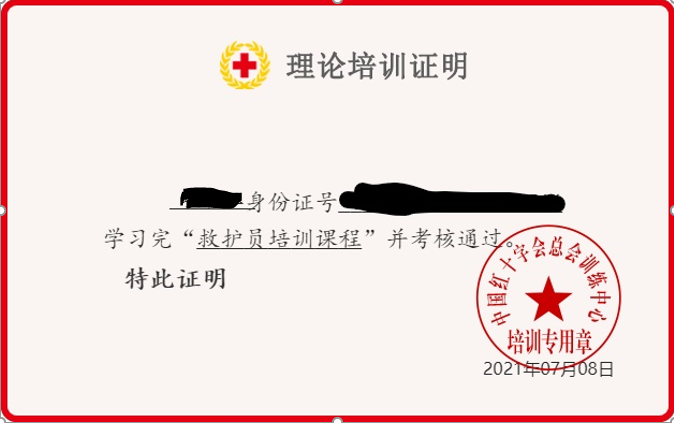 理论培训证明
身份证号
学习完“救护员培训课程”并考核通过。
特此证明
中国红十字会总会训练中心
培训专用章
2021年07月08日